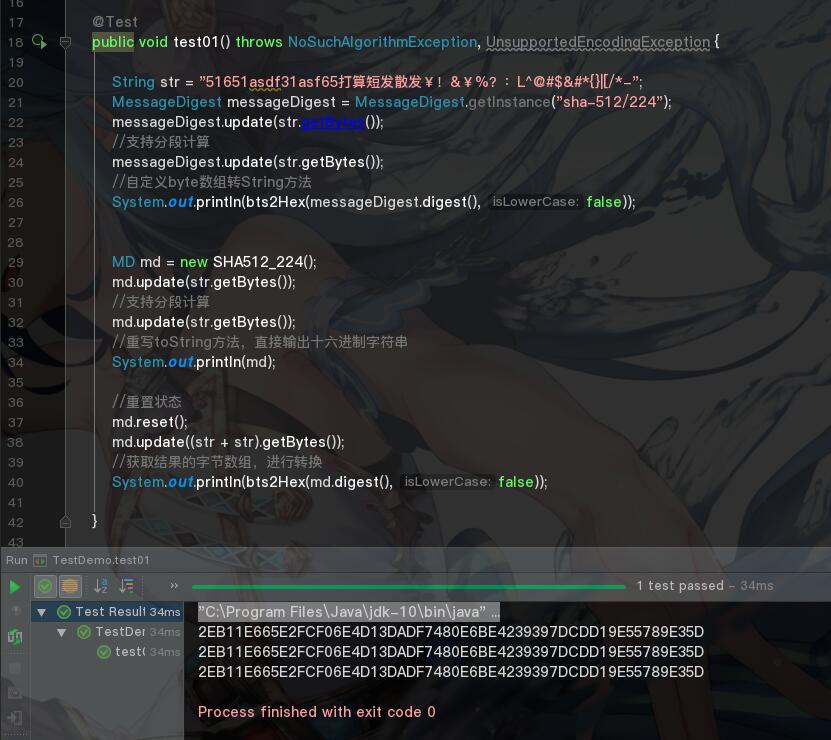 16
17 @Test
18 public void test01() throws NoSuchAlgorithmException, UnsupportedEncodingException {
19
20 String str = "51651asdf31asf65打算短发散发￥！&￥%？：L^@#$&#*{}|[/*-";
21 MessageDigest messageDigest = MessageDigest.getInstance("sha-512/224");
22 messageDigest.update(str.getBytes());
23 //支持分段计算
24 messageDigest.update(str.getBytes());
25 //自定义byte数组转String方法
26 System.out.println(bts2Hex(messageDigest.digest(), isLowerCase: false));
27
28
29 MD md = new SHA512_224();
30 md.update(str.getBytes());
31 //支持分段计算
32 md.update(str.getBytes());
33 //重写toString方法，直接输出十六进制字符串
34 System.out.println(md);
35
36 //重置状态
37 md.reset();
38 md.update((str + str).getBytes());
39 //获取结果的字节数组，进行转换
40 System.out.println(bts2Hex(md.digest(), isLowerCase: false));
41
42 }
43
Run TestDemo.test01
» 1 test passed – 34ms
Test Result 34ms "C:\Program Files\Java\jdk-10\bin\java" ...
TestDer 34ms 2EB11E665E2FCF06E4D13DADF7480E6BE4239397DCDD19E55789E35D
test( 34ms 2EB11E665E2FCF06E4D13DADF7480E6BE4239397DCDD19E55789E35D
2EB11E665E2FCF06E4D13DADF7480E6BE4239397DCDD19E55789E35D
Process finished with exit code 0